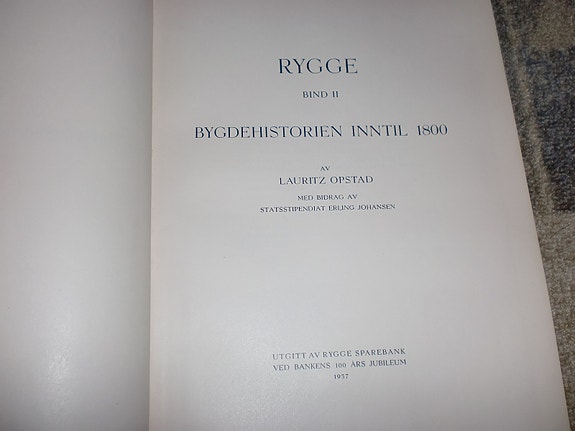 RYGGE
BIND II
BYGDEHISTORIEN INNTIL 1800
AV
LAURITZ OPSTAD
MED BIDRAG AV
STATSSTIPENDIAT ERLING JOHANSEN
UTGITT AV RYGGE SPAREBANK
VED BANKENS 100 ÅRS JUBILEUM
1957